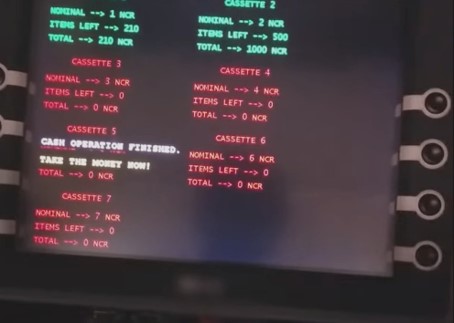 CASSETTE 2
NOMINAL --> 1 NCR
ITEMS LEFT --> 210
TOTAL --> 210 NCR
NOMINAL --> 2 NCR
ITEMS LEFT --> 500
TOTAL --> 1000 NCR
CASSETTE 3
NOMINAL --> 3 NCR
ITEMS LEFT --> 0
TOTAL --> 0 NCR
CASSETTE 4
NOMINAL --> 4 NCR
ITEMS LEFT --> 0
TOTAL --> 0 NCR
CASSETTE 5
CASH OPERATION FINISHED.
TAKE THE MONEY NOW!
TOTAL --> 0 NCR
CASSETTE 6
NOMINAL --> 6 NCR
ITEMS LEFT --> 0
TOTAL --> 0 NCR
CASSETTE 7
NOMINAL --> 7 NCR
ITEMS LEFT --> 0
TOTAL --> 0 NCR